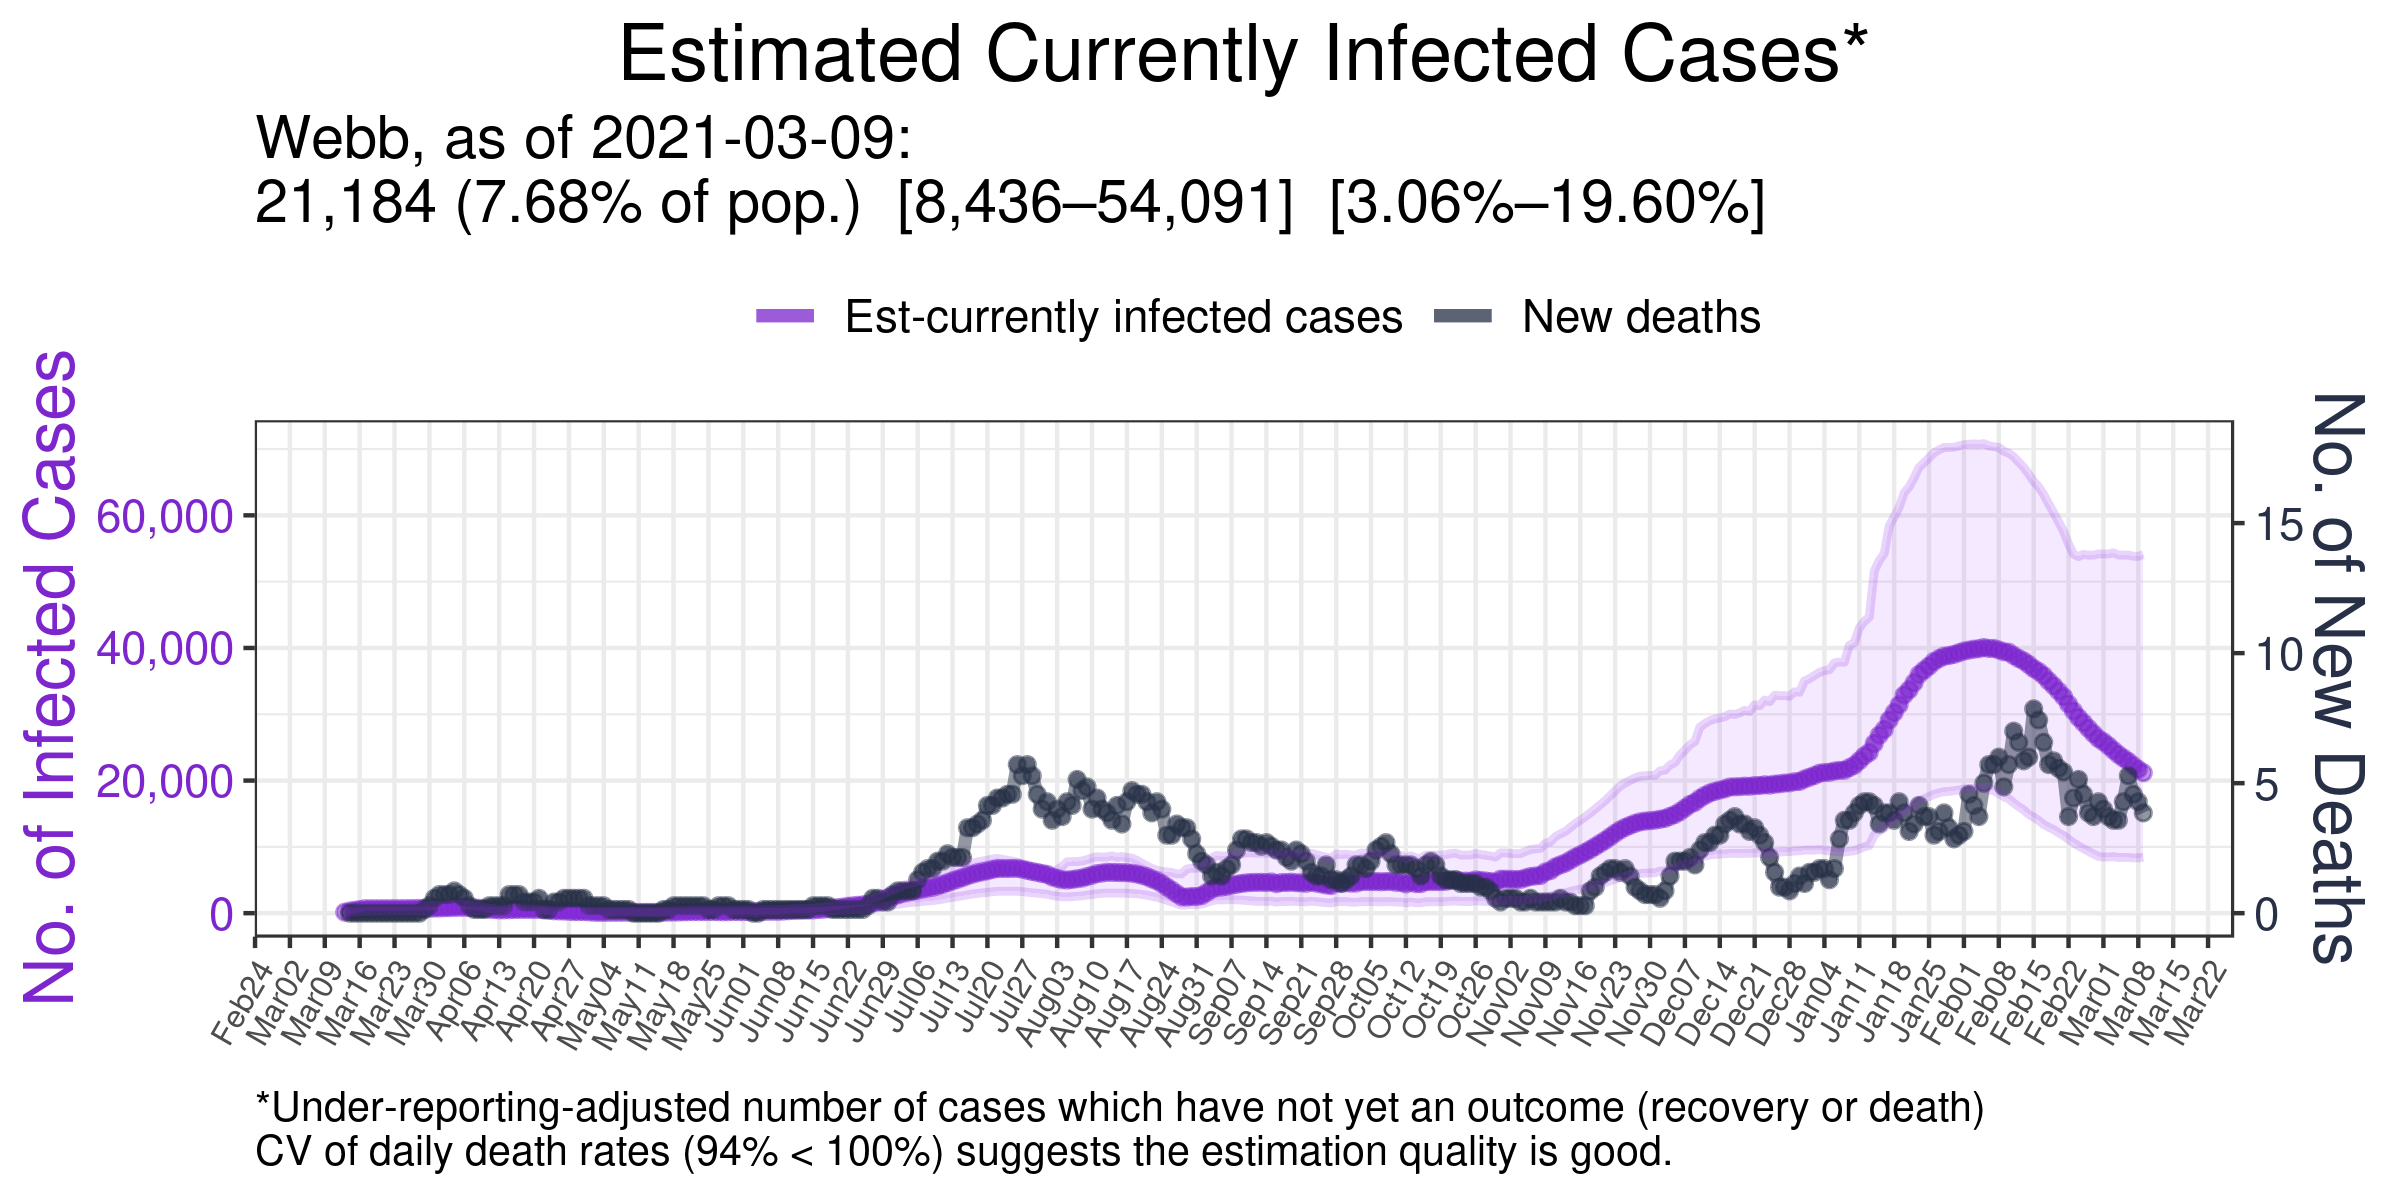 Estimated Currently Infected Cases*
Webb, as of 2021-03-09:
21,184 (7.68% of pop.) [8,436–54,091] [3.06%–19.60%]
Est-currently infected cases
New deaths
No. of Infected Cases
60,000
40,000
20,000
0
15
10
5
0
No. of New Deaths
Feb24
Mar02
Mar09
Mar16
Mar23
Mar30
Apr06
Apr13
Apr20
Apr27
May04
May11
May18
May25
Jun01
Jun08
Jun15
Jun22
Jun29
Jul06
Jul13
Jul20
Jul27
Aug03
Aug10
Aug17
Aug24
Aug31
Sep07
Sep14
Sep21
Sep28
Oct05
Oct12
Oct19
Oct26
Nov02
Nov09
Nov16
Nov23
Nov30
Dec07
Dec14
Dec21
Dec28
Jan04
Jan11
Jan18
Jan25
Feb01
Feb08
Feb15
Feb22
Mar01
Mar08
Mar15
Mar22
*Under-reporting-adjusted number of cases which have not yet an outcome (recovery or death)
CV of daily death rates (94% < 100%) suggests the estimation quality is good.